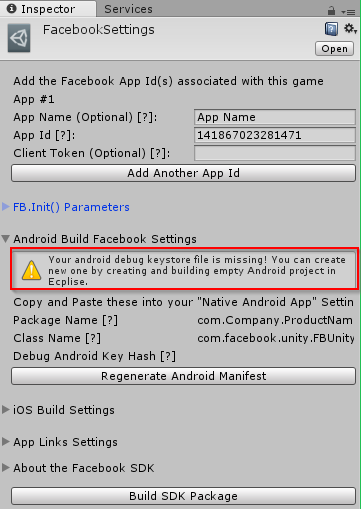 Inspector Services
FacebookSettings
Open
Add the Facebook App Id(s) associated with this game
App #1
App Name (Optional) [?]: App Name
App Id [?]: 141867023281471
Client Token (Optional) [?]:
Add Another App Id
FB.Init() Parameters
Android Build Facebook Settings
Your android debug keystore file is missing! You can create
new one by creating and building empty Android project in
Ecplise.
Copy and Paste these into your "Native Android App" Settin
Package Name [?] com.Company.ProductNam
Class Name [?] com.facebook.unity.FBUnity
Debug Android Key Hash [?]
Regenerate Android Manifest
iOS Build Settings
App Links Settings
About the Facebook SDK
Build SDK Package